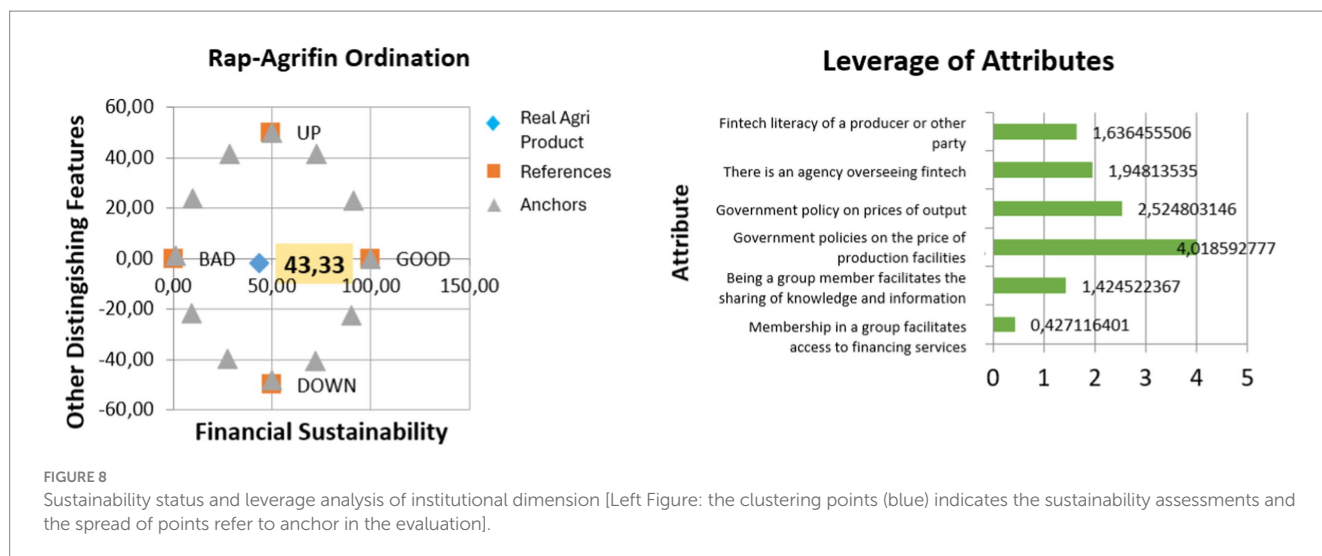 Rap-Agrifin Ordination
Other Distingishing Features
60,00
40,00
20,00
0,00
-20,00
-40,00
-60,00
UP
BAD
43,33
GOOD
DOWN
0,00 50,00 100,00 150,00
Financial Sustainability
Real Agri
Product
References
Anchors
Leverage of Attributes
Attribute
Fintech literacy of a producer or other
party
1,636455506
There is an agency overseeing fintech
1,94813535
Government policy on prices of output
2,524803146
Government policies on the price of
production facilities
4,018592777
Being a group member facilitates the
sharing of knowledge and information
1,424522367
Membership in a group facilitates
access to financing services
0,427116401
0 1 2 3 4 5
FIGURE 8
Sustainability status and leverage analysis of institutional dimension [Left Figure: the clustering points (blue) indicates the sustainability assessments and
the spread of points refer to anchor in the evaluation].